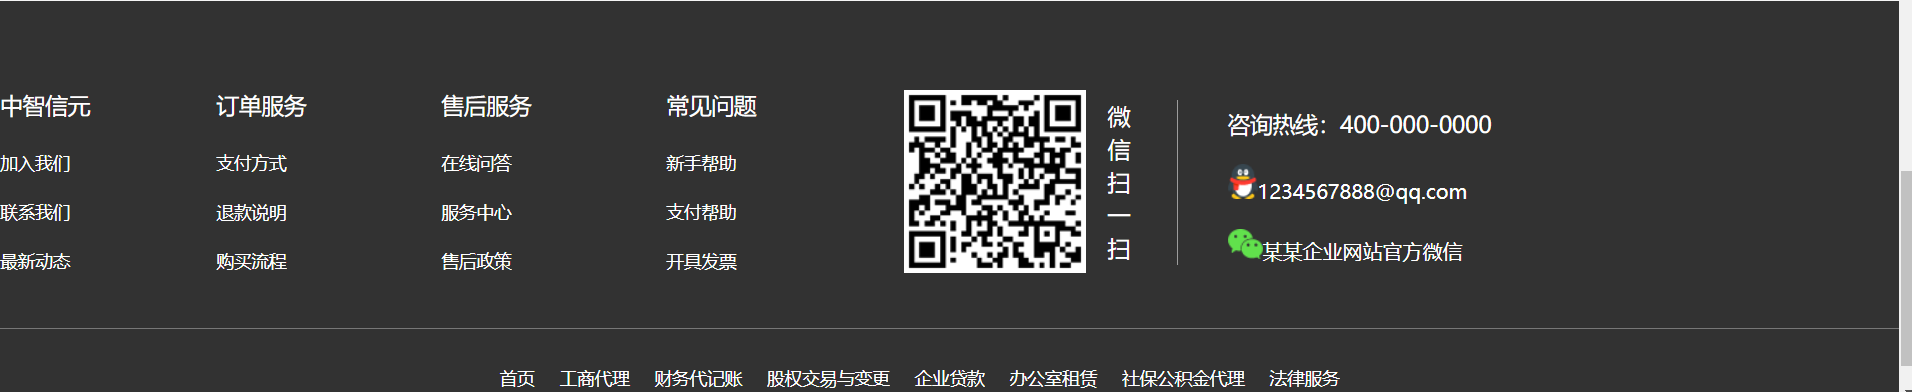 中智信元
加入我们
联系我们
最新动态
订单服务
支付方式
退款说明
购买流程
售后服务
在线问答
服务中心
售后政策
常见问题
新手帮助
支付帮助
开具发票
微
信
扫
一
扫
咨询热线：400-000-0000
1234567888@qq.com
某某企业网站官方微信
首页 工商代理 财务代记账 股权交易与变更 企业贷款 办公室租赁 社保公积金代理 法律服务